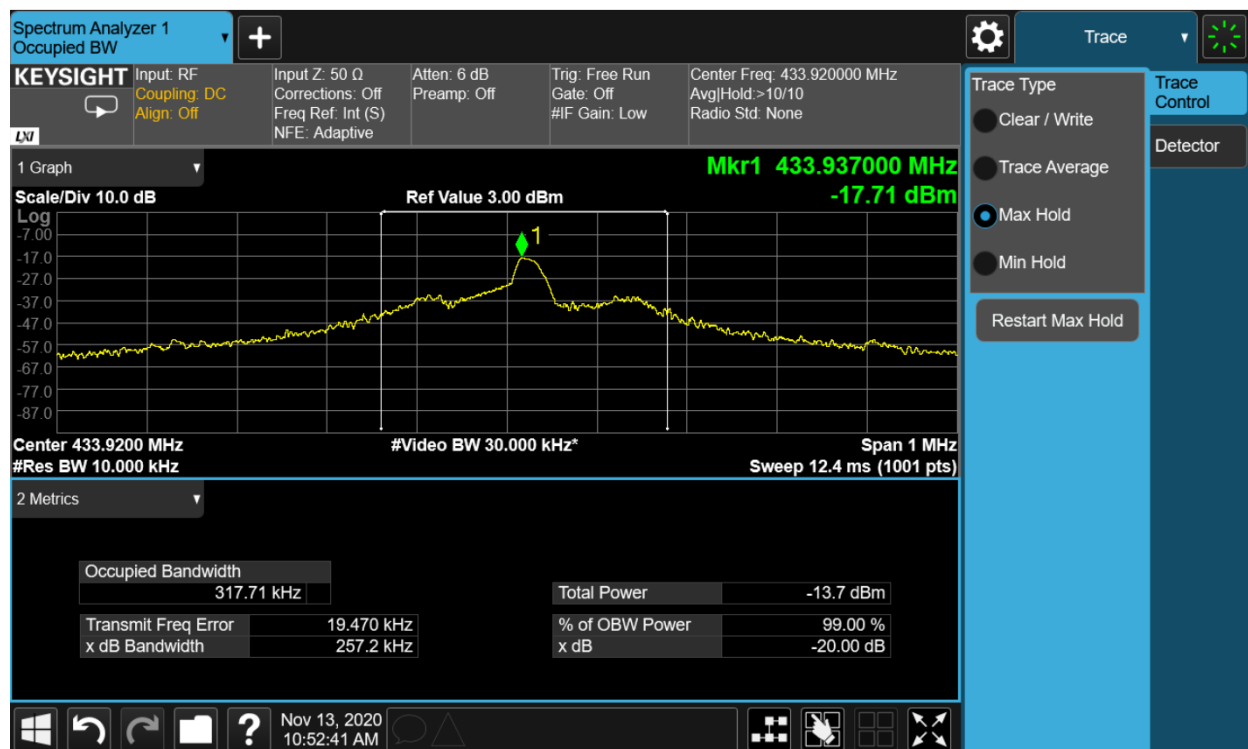 Spectrum Analyzer 1
Occupied BW
+
Trace
KEYSIGHT
LXI
Input: RF
Coupling: DC
Align: Off
Input Z: 50 Ω
Corrections: Off
Freq Ref: Int (S)
NFE: Adaptive
Atten: 6 dB
Preamp: Off
Trig: Free Run
Gate: Off
#IF Gain: Low
Center Freq: 433.920000 MHz
Avg|Hold:>10/10
Radio Std: None
1 Graph
Mkr1 433.937000 MHz
-17.71 dBm
Scale/Div 10.0 dB
Ref Value 3.00 dBm
Log
-7.00
-17.0
-27.0
-37.0
-47.0
-57.0
-67.0
-77.0
-87.0
1
Center 433.9200 MHz
#Video BW 30.000 kHz*
Span 1 MHz
#Res BW 10.000 kHz
Sweep 12.4 ms (1001 pts)
2 Metrics
Occupied Bandwidth
317.71 kHz
Total Power -13.7 dBm
Transmit Freq Error 19.470 kHz
% of OBW Power 99.00 %
x dB Bandwidth 257.2 kHz
x dB -20.00 dB
Trace Type
Clear / Write
Trace Average
Max Hold
Min Hold
Restart Max Hold
Trace
Control
Detector
?
Nov 13, 2020
10:52:41 AM